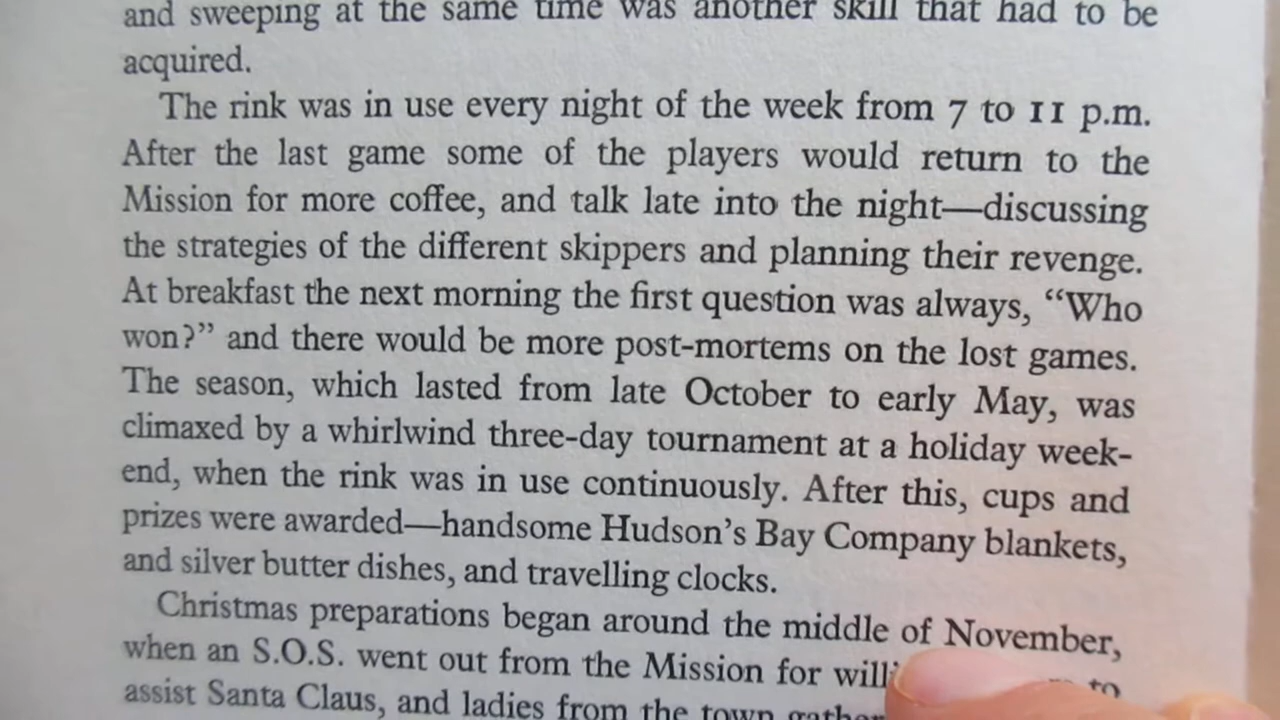 and sweeping at the same time was another skill that had to be
acquired.
The rink was in use every night of the week from 7 to 11 p.m.
After the last game some of the players would return to the
Mission for more coffee, and talk late into the night—discussing
the strategies of the different skippers and planning their revenge.
At breakfast the next morning the first question was always, “Who
won?” and there would be more post-mortems on the lost games.
The season, which lasted from late October to early May, was
climaxed by a whirlwind three-day tournament at a holiday week-
end, when the rink was in use continuously. After this, cups and
prizes were awarded—handsome Hudson’s Bay Company blankets,
and silver butter dishes, and travelling clocks.
Christmas preparations began around the middle of November,
when an S.O.S. went out from the Mission for to
assist Santa Claus, and ladies from the town